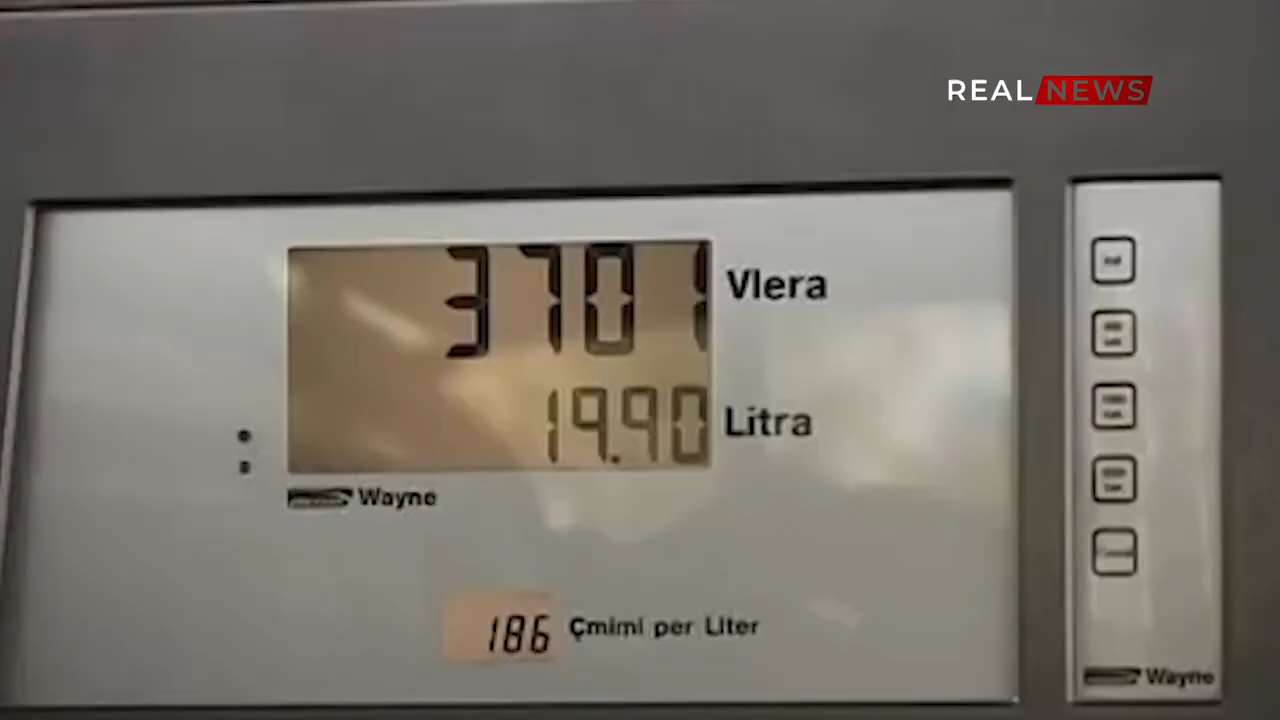 REAL NEWS
3701 Vlera
19.90 Litra
Wayne
186 Çmimi per Liter
Wayne